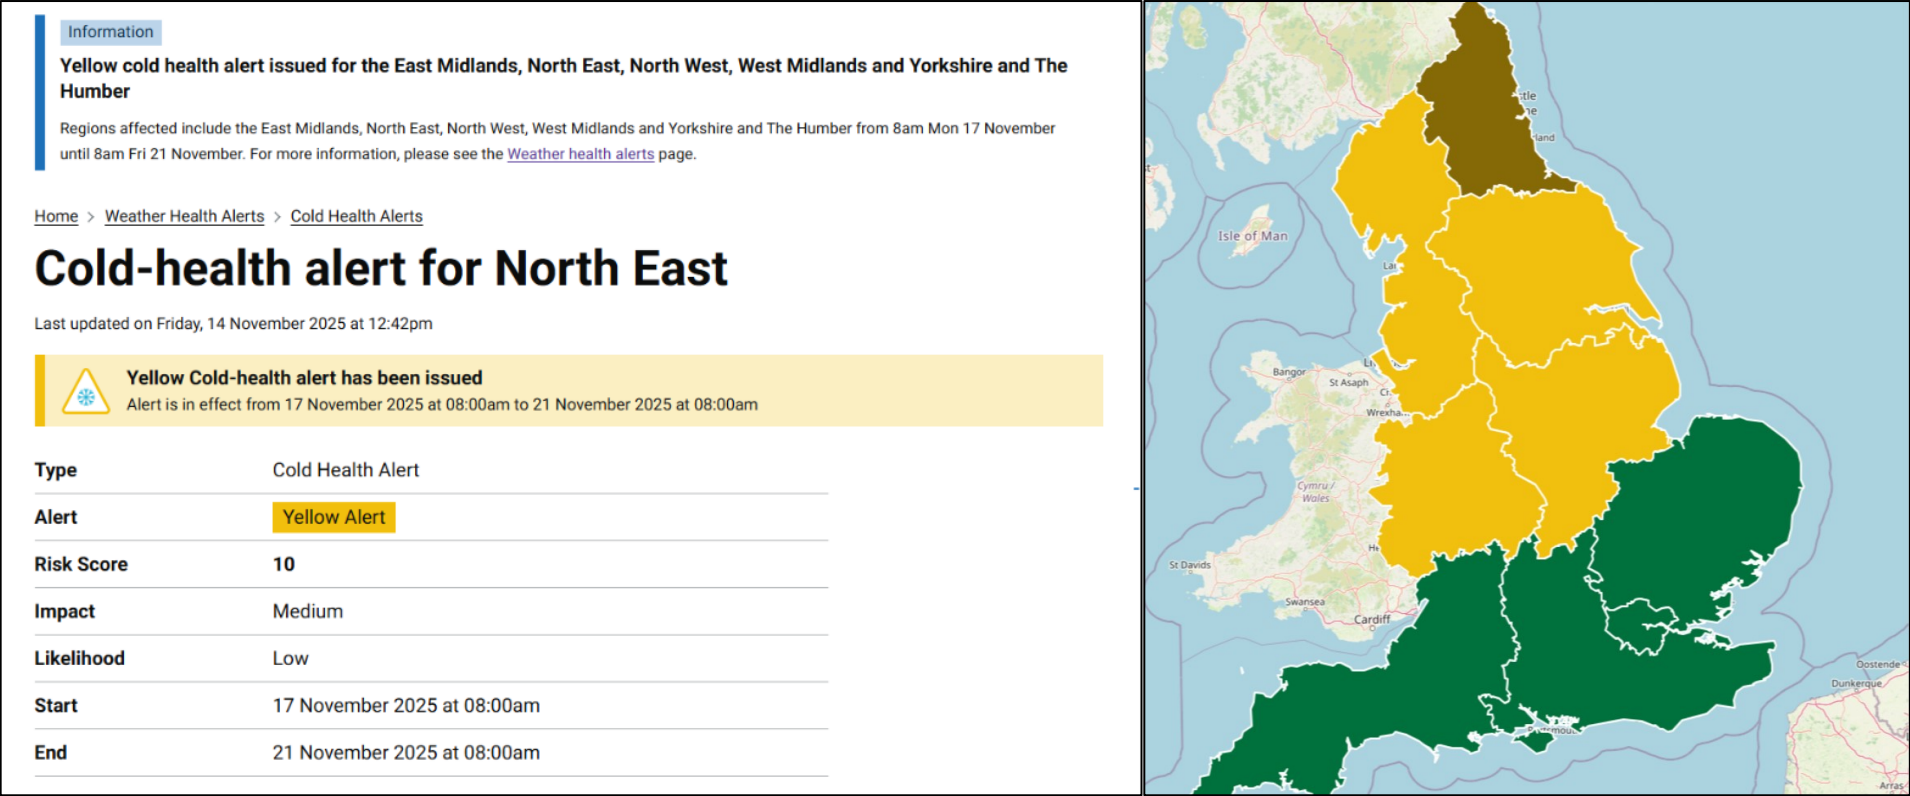 Information
Yellow cold health alert issued for the East Midlands, North East, North West, West Midlands and Yorkshire and The
Humber
Regions affected include the East Midlands, North East, North West, West Midlands and Yorkshire and The Humber from 8am Mon 17 November
until 8am Fri 21 November. For more information, please see the Weather health alerts page.
Home > Weather Health Alerts > Cold Health Alerts
Cold-health alert for North East
Last updated on Friday, 14 November 2025 at 12:42pm
Yellow Cold-health alert has been issued
Alert is in effect from 17 November 2025 at 08:00am to 21 November 2025 at 08:00am
Type Cold Health Alert
Alert Yellow Alert
Risk Score 10
Impact Medium
Likelihood Low
Start 17 November 2025 at 08:00am
End 21 November 2025 at 08:00am
Isle of Man
Bangor
St Asaph
Wrexha...
Cymru /
Wales
St Davids
Swansea
Cardiff
Oostende
Dunkerque
Arras